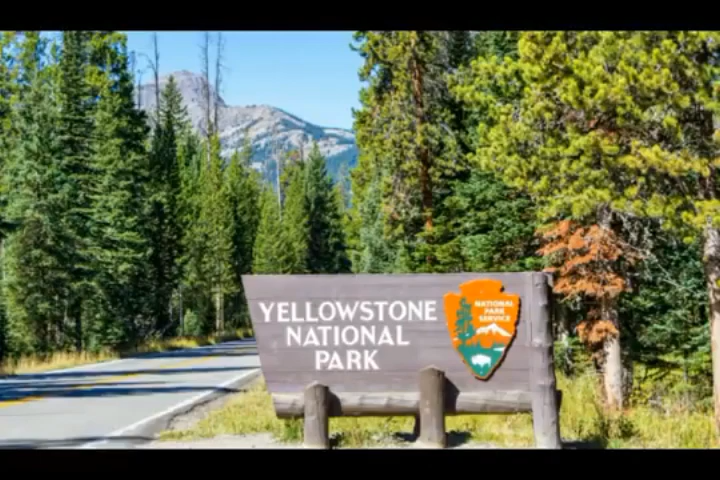 YELLOWSTONE
NATIONAL
PARK
NATIONAL
PARK
SERVICE